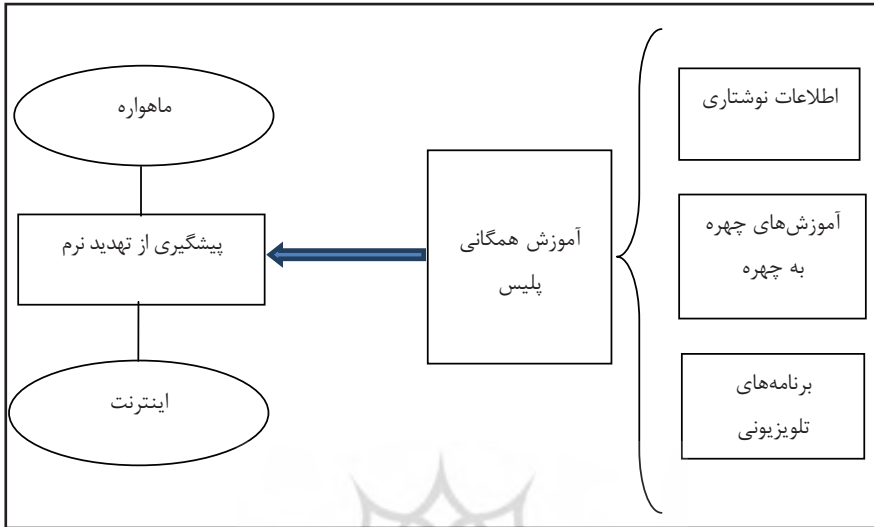 اطلاعات نوشتاری
آموزش‌های چهره
به چهره
برنامه‌های
تلویزیونی
آموزش همگانی
پلیس
ماهواره
پیشگیری از تهدید نرم
اینترنت